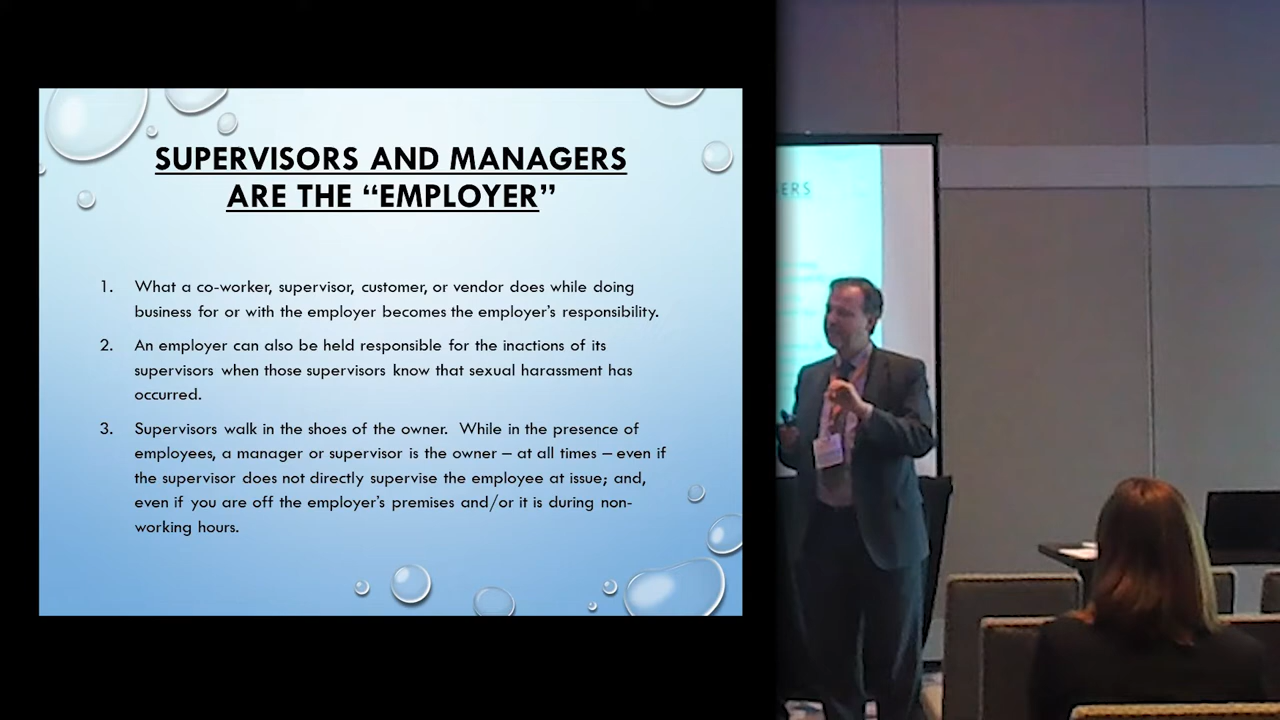 SUPERVISORS AND MANAGERS
ARE THE “EMPLOYER”
1. What a co-worker, supervisor, customer, or vendor does while doing
business for or with the employer becomes the employer’s responsibility.
2. An employer can also be held responsible for the inactions of its
supervisors when those supervisors know that sexual harassment has
occurred.
3. Supervisors walk in the shoes of the owner.  While in the presence of
employees, a manager or supervisor is the owner – at all times – even if
the supervisor does not directly supervise the employee at issue; and,
even if you are off the employer’s premises and/or it is during non-
working hours.
ERS